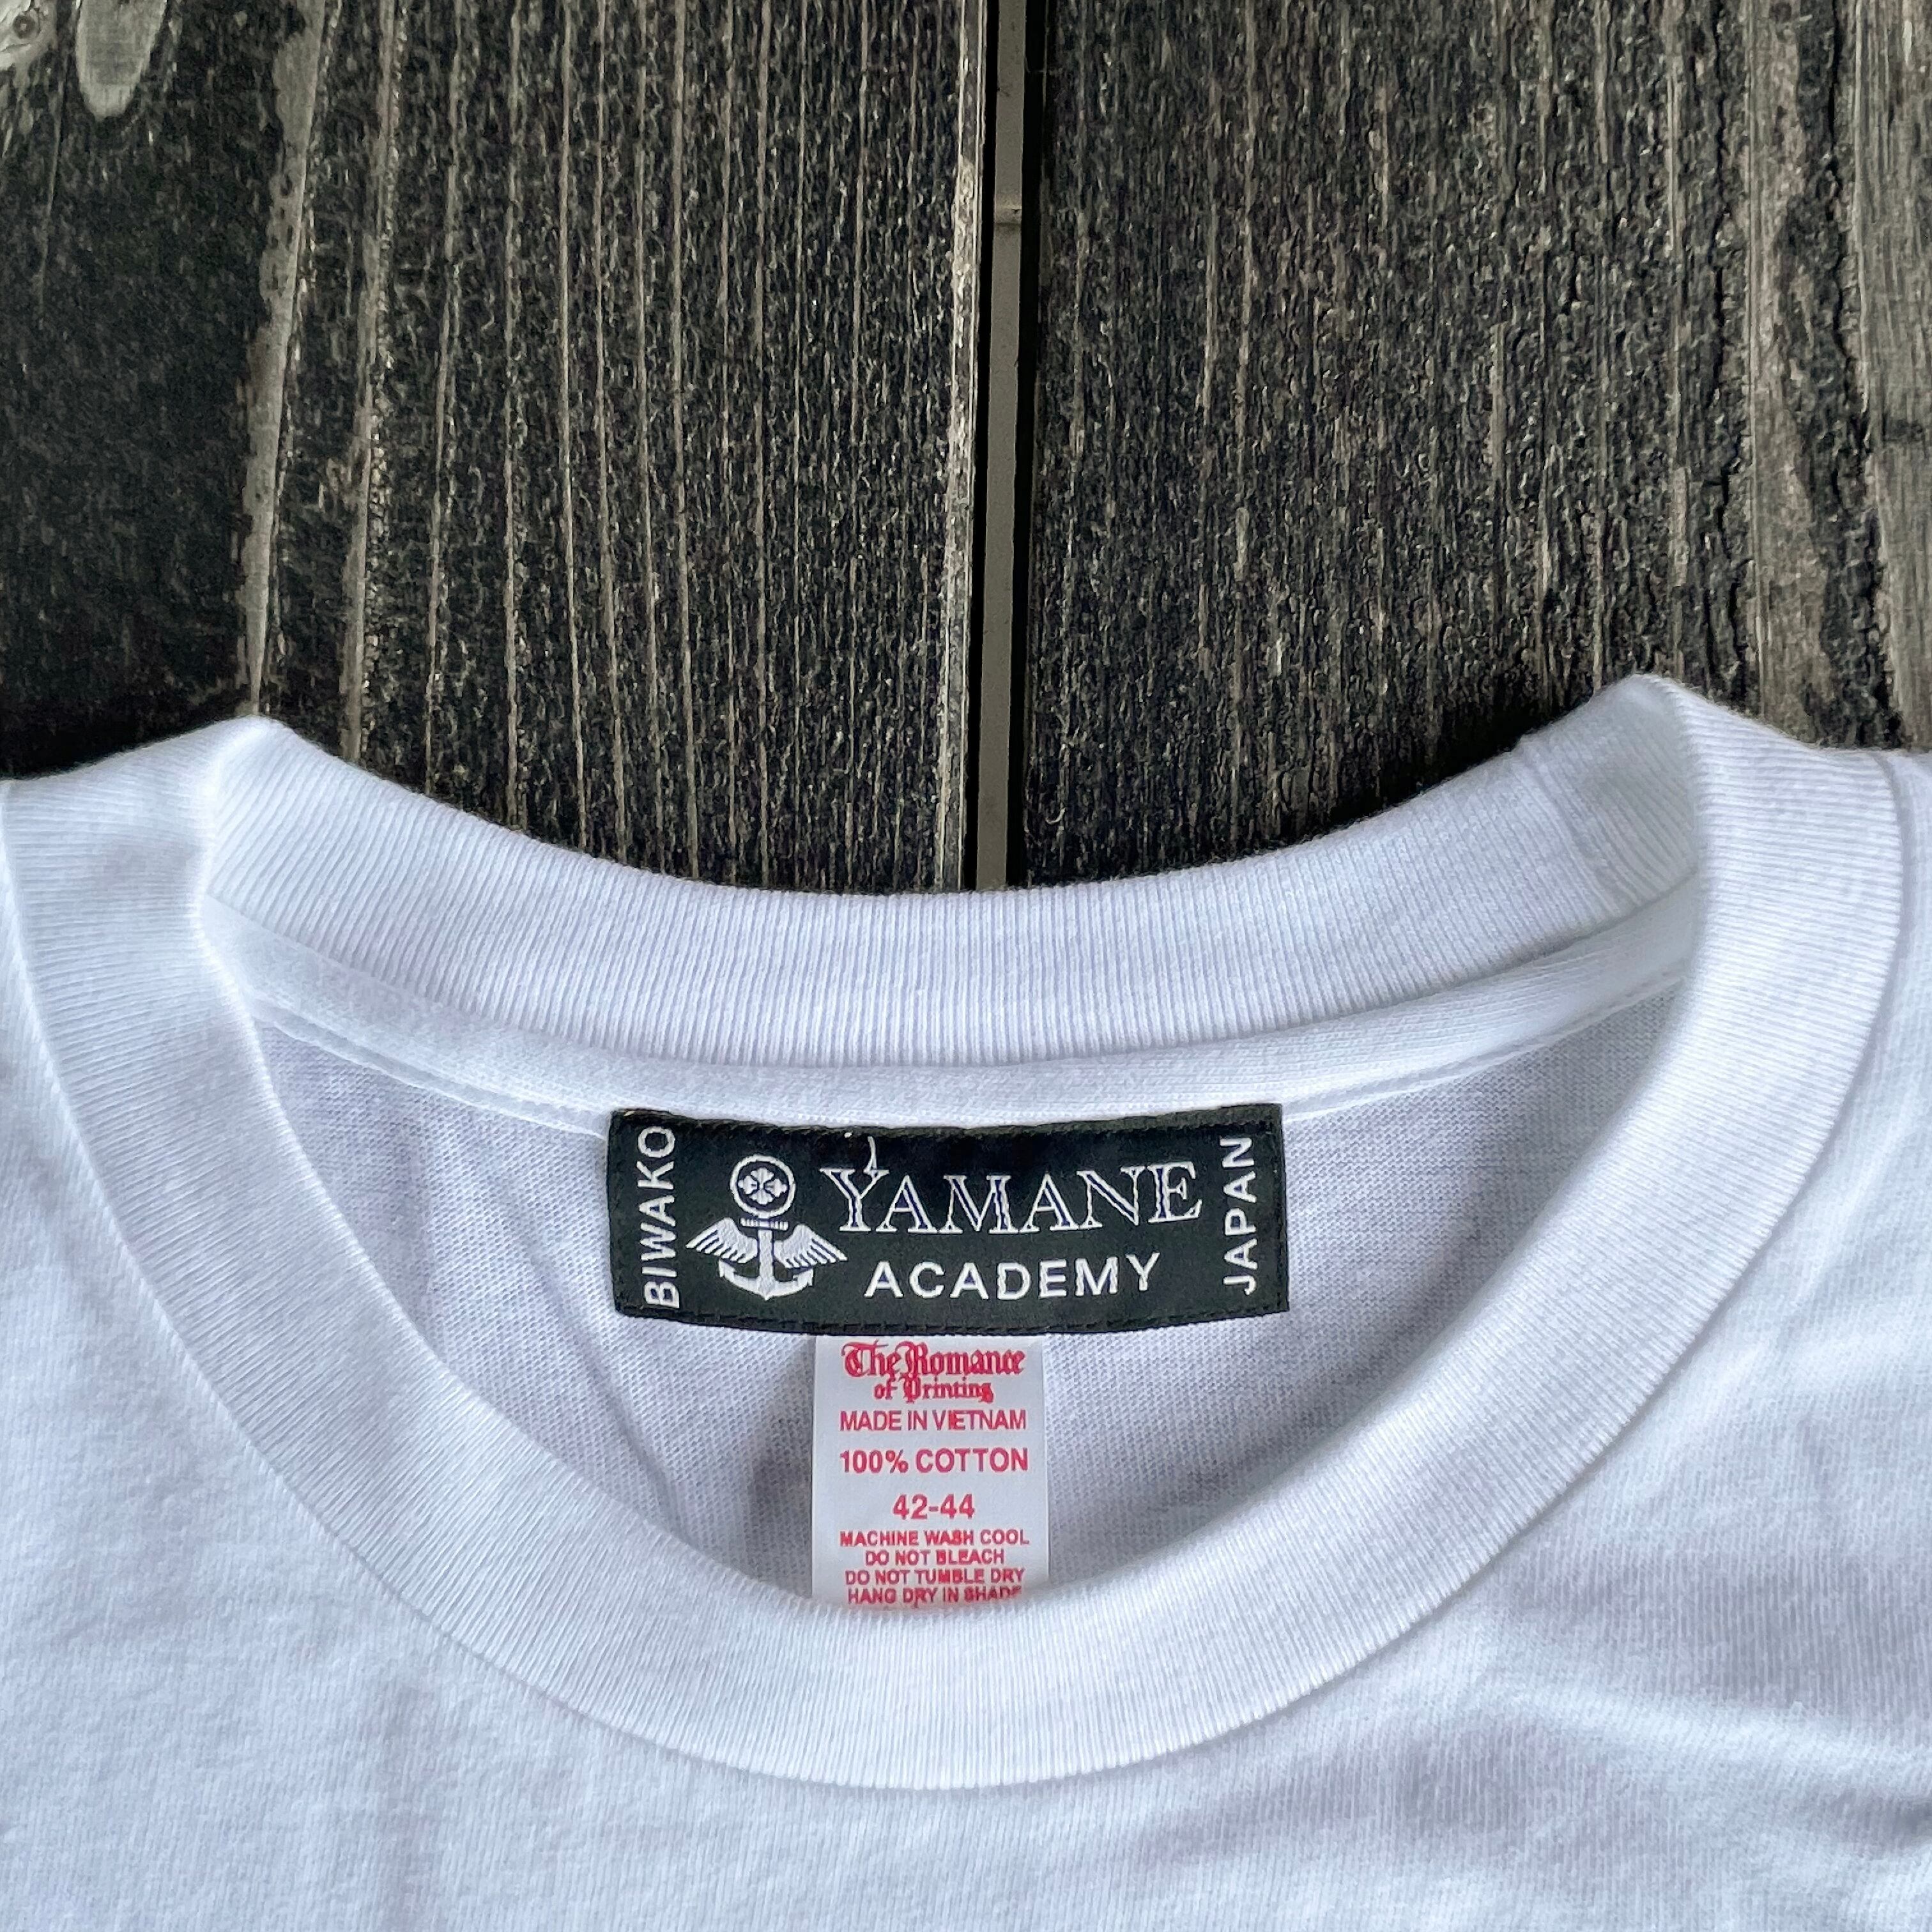 BIWAKO
YAMANE
ACADEMY
JAPAN
The Romance
of Printing
MADE IN VIETNAM
100% COTTON
42-44
MACHINE WASH COOL
DO NOT BLEACH
DO NOT TUMBLE DRY
HANG DRY IN SHADE